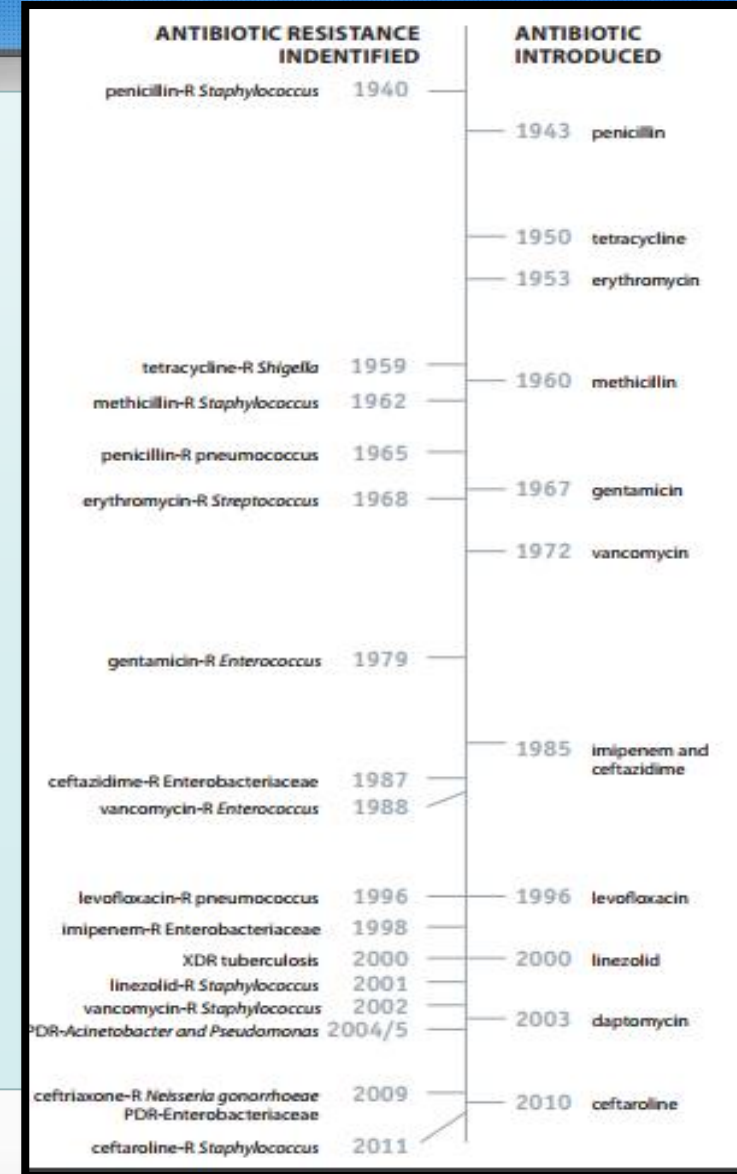 ANTIBIOTIC RESISTANCE
INDENTIFIED
ANTIBIOTIC
INTRODUCED
penicillin-R Staphylococcus 1940
1943 penicillin
1950 tetracycline
1953 erythromycin
tetracycline-R Shigella 1959
1960 methicillin
methicillin-R Staphylococcus 1962
penicillin-R pneumococcus 1965
1967 gentamicin
erythromycin-R Streptococcus 1968
1972 vancomycin
gentamicin-R Enterococcus 1979
1985 imipenem and
ceftazidime
ceftazidime-R Enterobacteriaceae 1987
vancomycin-R Enterococcus 1988
levofloxacin-R pneumococcus 1996
1996 levofloxacin
imipenem-R Enterobacteriaceae 1998
XDR tuberculosis 2000
2000 linezolid
linezolid-R Staphylococcus 2001
vancomycin-R Staphylococcus 2002
2003 daptomycin
PDR-Acinetobacter and Pseudomonas 2004/5
ceftriaxone-R Neisseria gonorrhoeae 2009
PDR-Enterobacteriaceae
2010 ceftaroline
ceftaroline-R Staphylococcus 2011